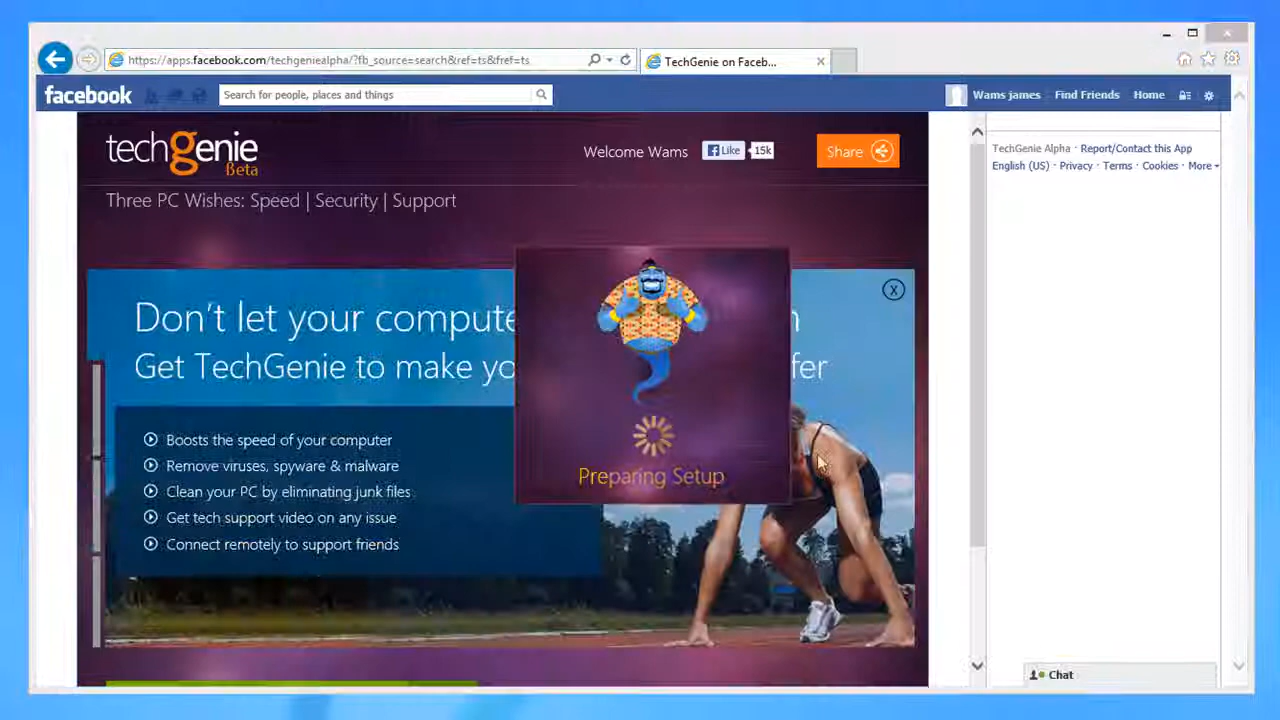 https://apps.facebook.com/techgeniealpha/?fb_source=search&ref=ts&fref=ts
TechGenie on Faceb...
facebook
Search for people, places and things
Wams james
Find Friends
Home
techgenie
Beta
Welcome Wams
Like
15k
Share
TechGenie Alpha · Report/Contact this App
English (US) · Privacy · Terms · Cookies · More
Three PC Wishes: Speed | Security | Support
X
Don't let your
Get TechGenie to make
Boosts the speed of your computer
Remove viruses, spyware & malware
Clean your PC by eliminating junk files
Get tech support video on any issue
Connect remotely to support friends
Preparing Setup
Chat